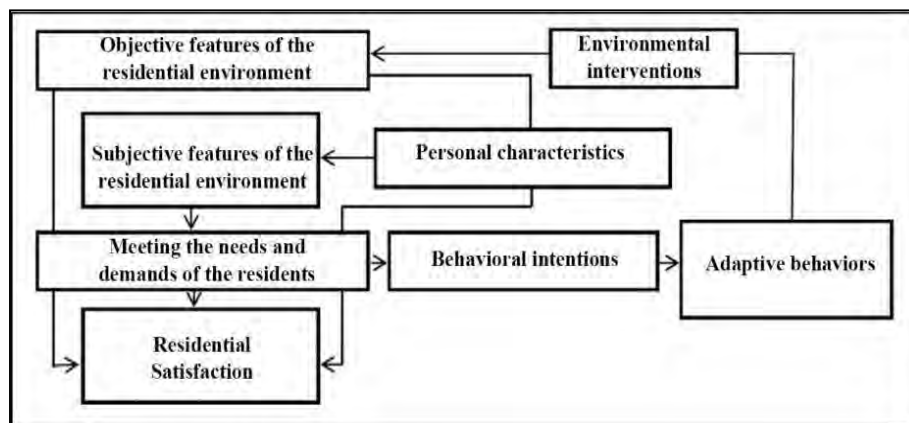 Objective features of the
residential environment
Environmental
interventions
Subjective features of the
residential environment
Personal characteristics
Meeting the needs and
demands of the residents
Behavioral intentions
Adaptive behaviors
Residential
Satisfaction